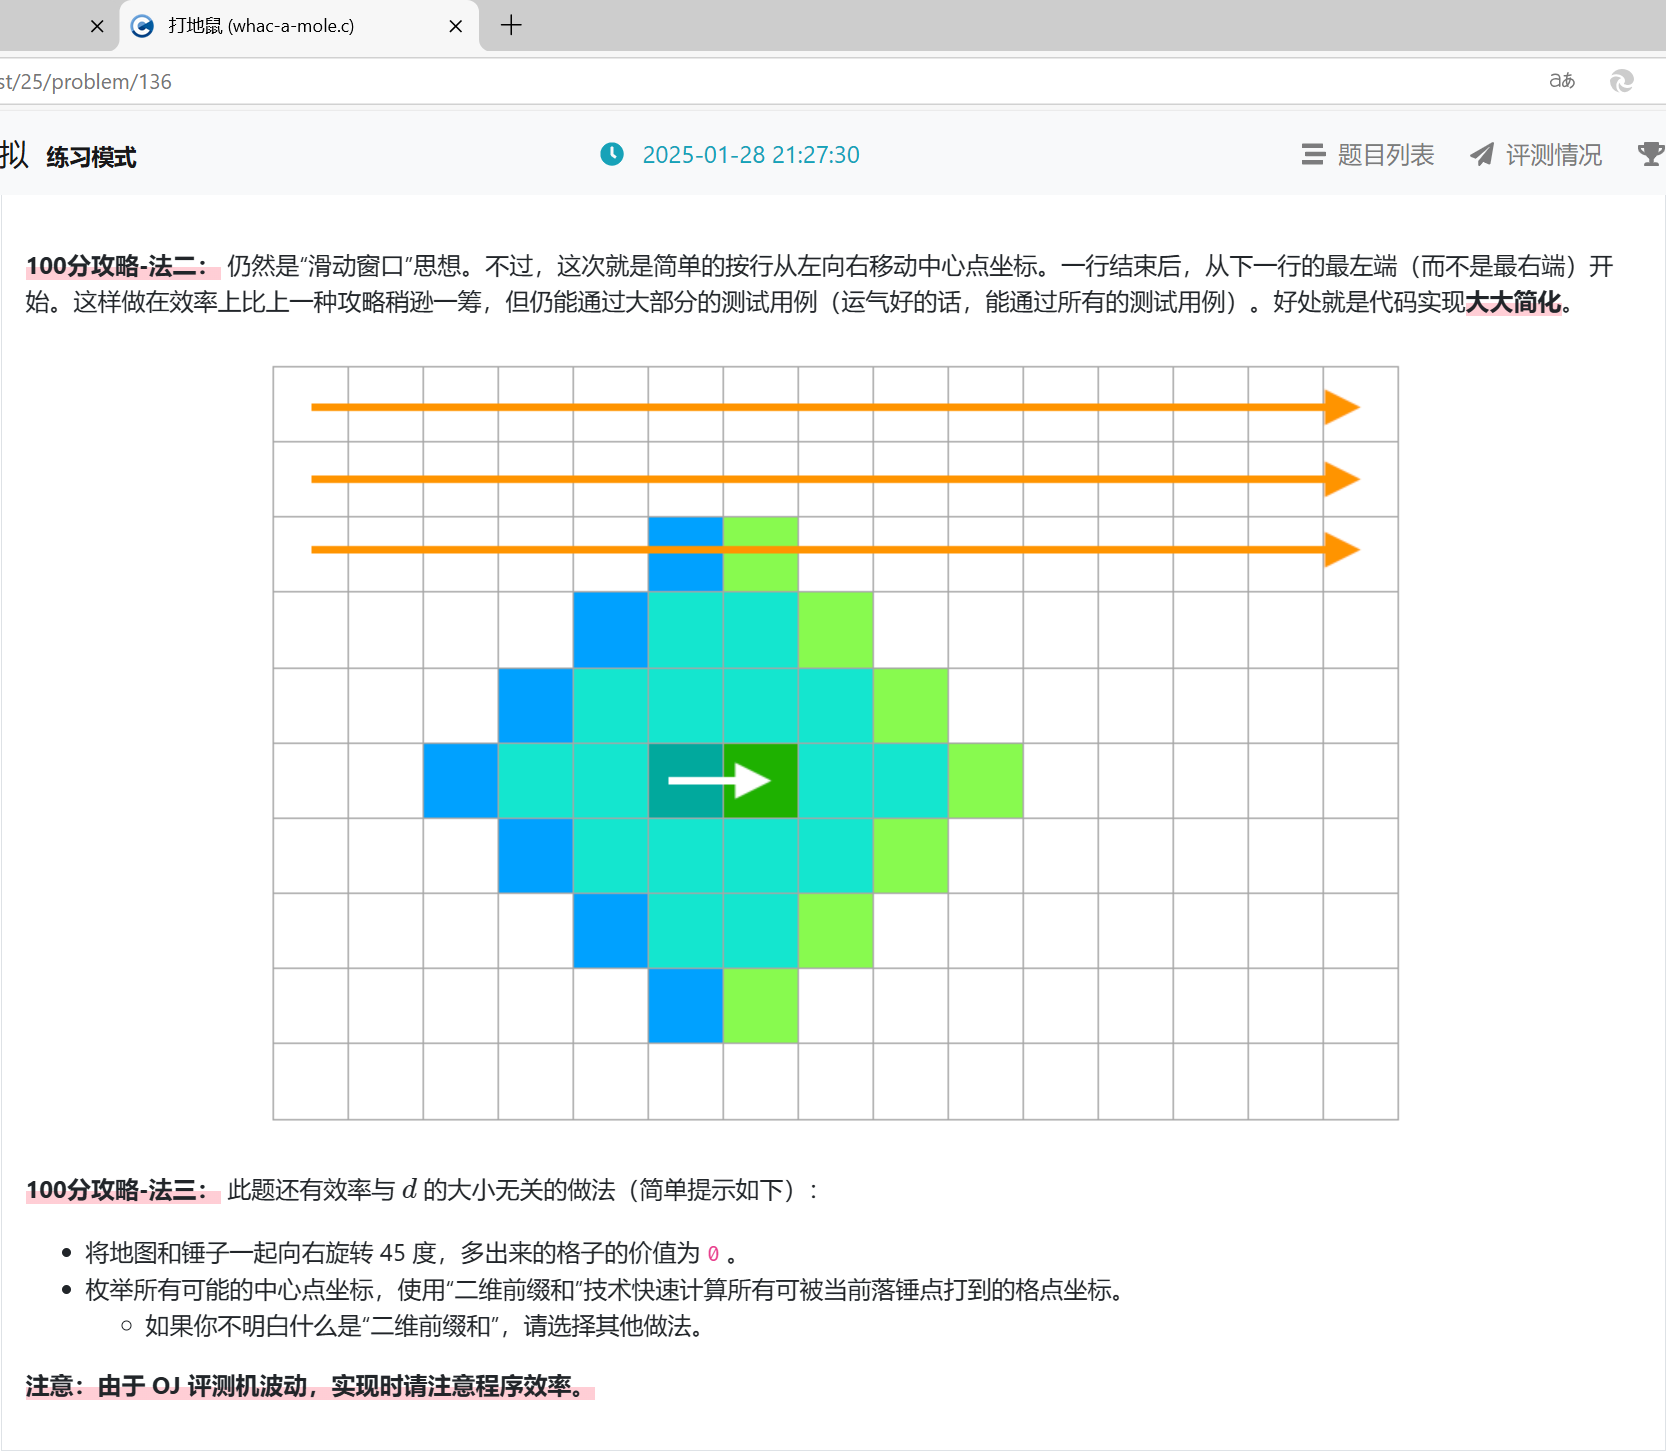 打地鼠 (whac-a-mole.c)
st/25/problem/136
aあ
拟 练习模式
2025-01-28 21:27:30
题目列表
评测情况
100分攻略-法二： 仍然是“滑动窗口”思想。不过，这次就是简单的按行从左向右移动中心点坐标。一行结束后，从下一行的最左端（而不是最右端）开
始。这样做在效率上比上一种攻略稍逊一筹，但仍能通过大部分的测试用例（运气好的话，能通过所有的测试用例）。好处就是代码实现大大简化。
100分攻略-法三： 此题还有效率与 d 的大小无关的做法（简单提示如下）：
将地图和锤子一起向右旋转 45 度，多出来的格子的价值为 0 。
枚举所有可能的中心点坐标，使用“二维前缀和”技术快速计算所有可被当前落锤点打到的格点坐标。
如果你不明白什么是“二维前缀和”，请选择其他做法。
注意：由于 OJ 评测机波动，实现时请注意程序效率。